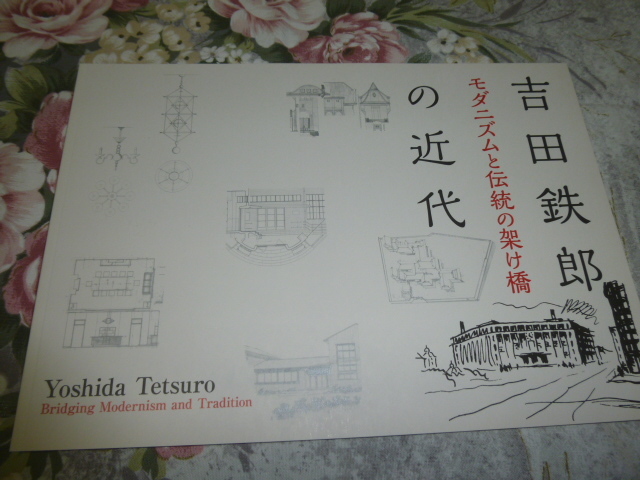 吉田鉄郎
の近代
モダニズムと伝統の架け橋
Yoshida Tetsuro
Bridging Modernism and Tradition